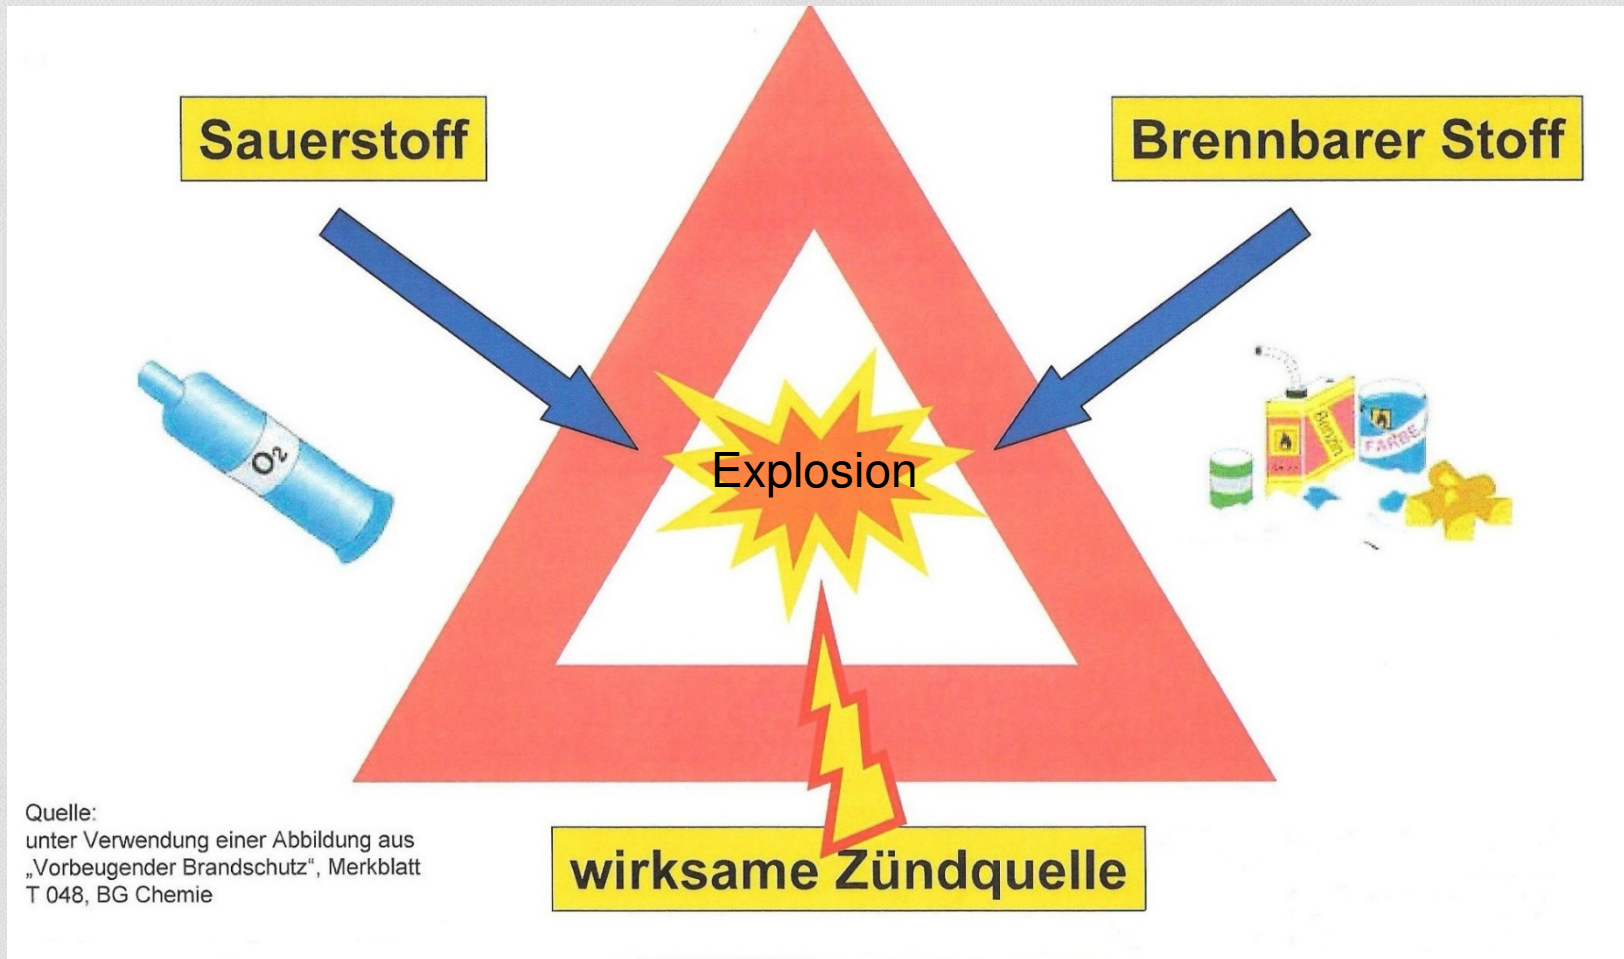 Sauerstoff
Brennbarer Stoff
O2
Benzin
FARBE
Explosion
wirksame Zündquelle
Quelle:
unter Verwendung einer Abbildung aus
„Vorbeugender Brandschutz“, Merkblatt
T 048, BG Chemie